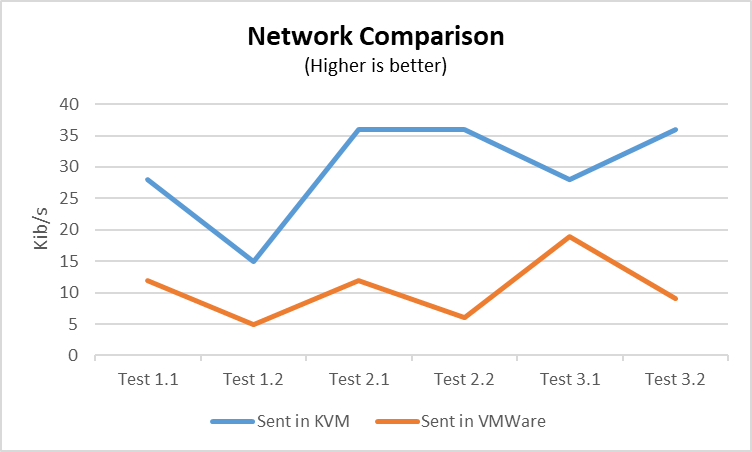 Network Comparison
(Higher is better)
40
35
30
25
20
15
10
5
0
Kib/s
Test 1.1 Test 1.2 Test 2.1 Test 2.2 Test 3.1 Test 3.2
Sent in KVM Sent in VMWare